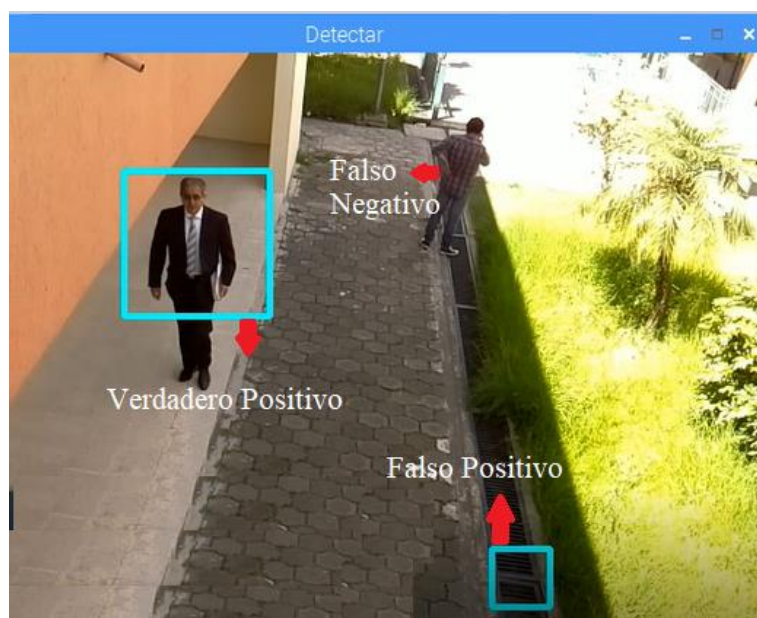 Detectar
Falso
Negativo
Verdadero Positivo
Falso Positivo